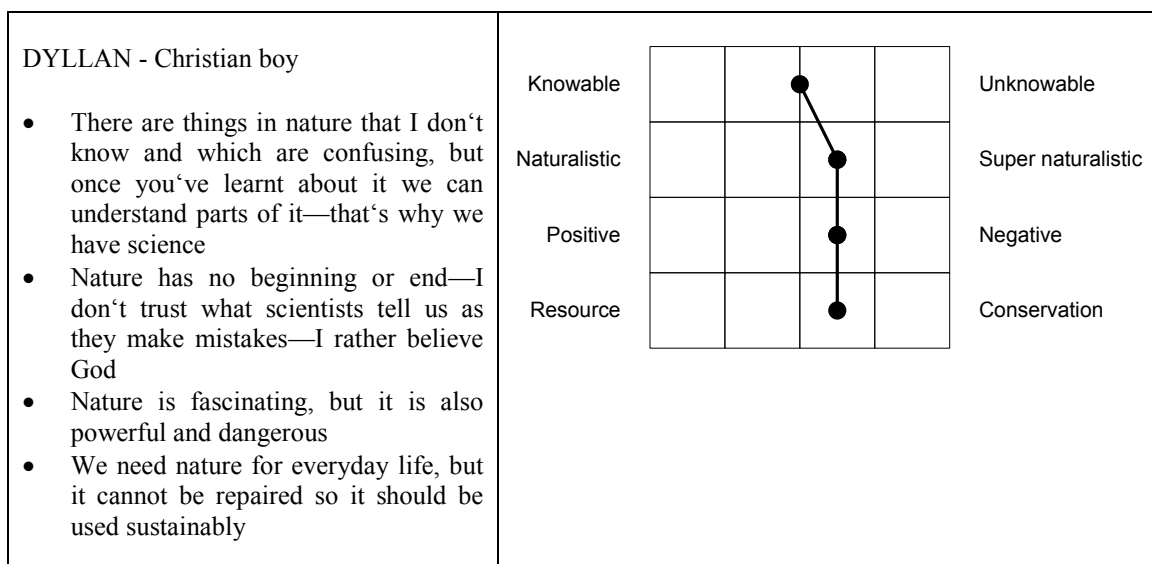 DYLLAN - Christian boy
• There are things in nature that I don‘t
know and which are confusing, but
once you‘ve learnt about it we can
understand parts of it—that‘s why we
have science
• Nature has no beginning or end—I
don‘t trust what scientists tell us as
they make mistakes—I rather believe
God
• Nature is fascinating, but it is also
powerful and dangerous
• We need nature for everyday life, but
it cannot be repaired so it should be
used sustainably
Knowable
Unknowable
Naturalistic
Super naturalistic
Positive
Negative
Resource
Conservation